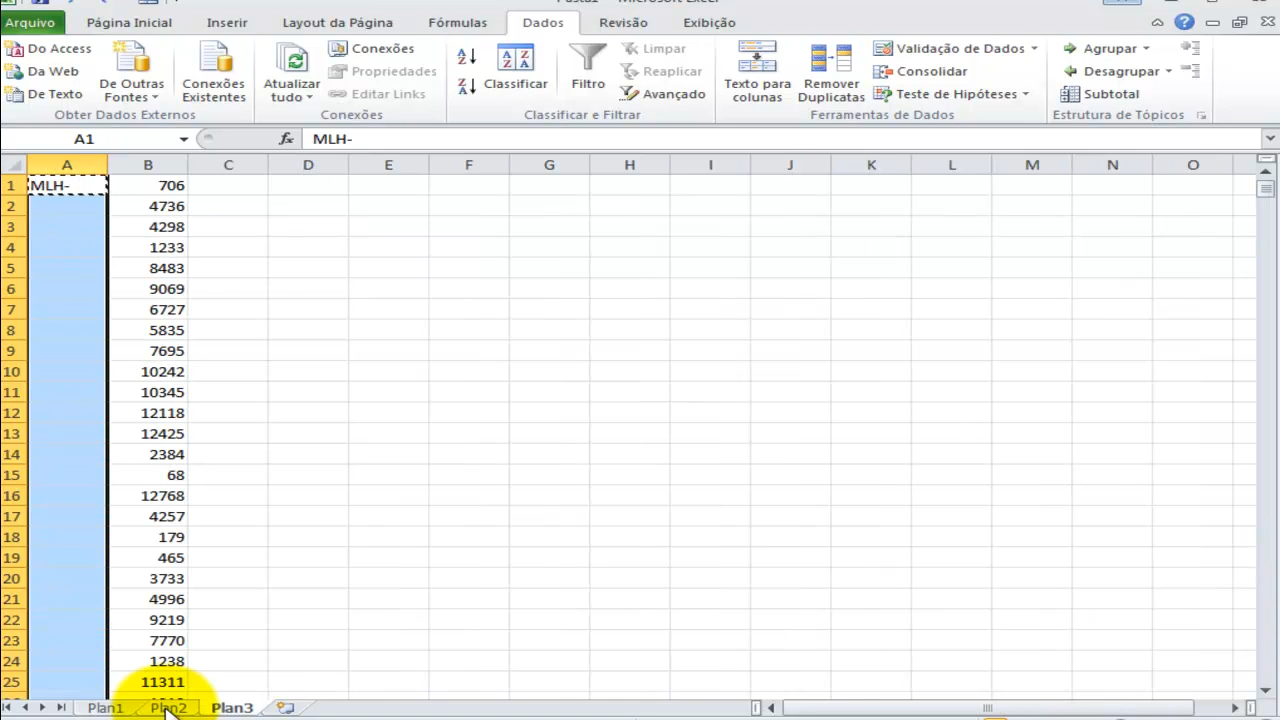 Pasta1 - Microsoft Excel
Arquivo Página Inicial Inserir Layout da Página Fórmulas Dados Revisão Exibição
Do Access
Da Web
De Texto
De Outras Fontes
Conexões Existentes
Obter Dados Externos
Atualizar tudo
Conexões
Propriedades
Editar Links
Conexões
Classificar
Filtro
Limpar
Reaplicar
Avançado
Classificar e Filtrar
Texto para colunas
Remover Duplicatas
Validação de Dados
Consolidar
Teste de Hipóteses
Ferramentas de Dados
Agrupar
Desagrupar
Subtotal
Estrutura de Tópicos
A1 fx MLH-
A B C D E F G H I J K L M N O
1 MLH- 706
2 4736
3 4298
4 1233
5 8483
6 9069
7 6727
8 5835
9 7695
10 10242
11 10345
12 12118
13 12425
14 2384
15 68
16 12768
17 4257
18 179
19 465
20 3733
21 4996
22 9219
23 7770
24 1238
25 11311
Plan1 Plan2 Plan3